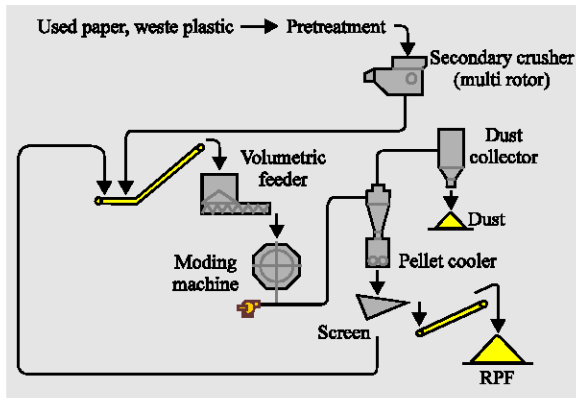 Used paper, weste plastic Pretreatment
Secondary crusher
(multi rotor)
Volumetric
feeder
Dust
collector
Dust
Moding
machine
Pellet cooler
Screen
RPF